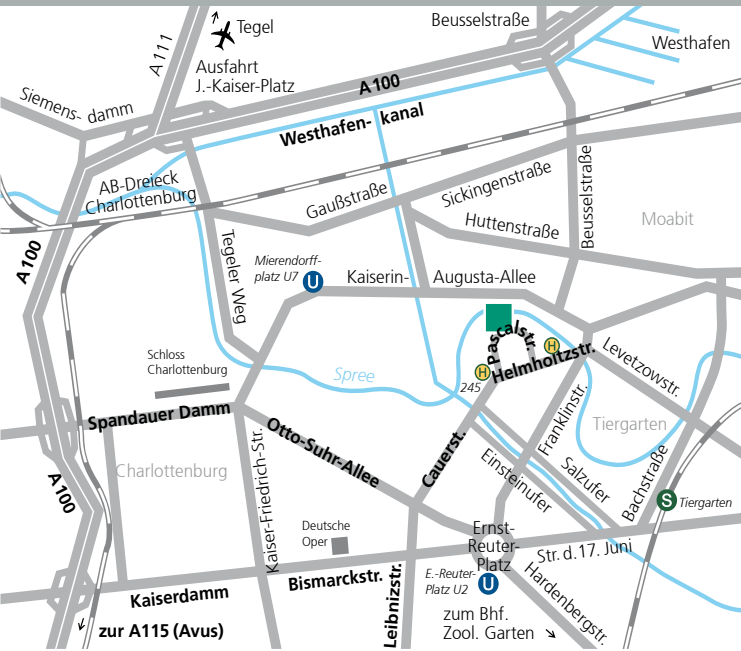 Tegel
Beusselstraße
A 111
Westhafen
Ausfahrt
J.-Kaiser-Platz
A 100
Siemens- damm
Westhafen- kanal
AB-Dreieck
Charlottenburg
Gaußstraße
Sickingenstraße
Beusselstraße
Moabit
Huttenstraße
A 100
Tegeler Weg
Mierendorff-
platz U7
U
Kaiserin- Augusta-Allee
Pascalstr.
H
Helmholtzstr.
Levetzowstr.
Schloss
Charlottenburg
Spree
H
245
Spandauer Damm
Otto-Suhr-Allee
Cauerst.
Franklinstr.
Tiergarten
Charlottenburg
Kaiser-Friedrich-Str.
Einsteinufer
Salzufer
Bachstraße
A 100
S
Tiergarten
Deutsche
Oper
Ernst-
Reuter-
Platz
Str. d. 17. Juni
Bismarckstr.
E.-Reuter-
Platz U2
U
Hardenbergstr.
Kaiserdamm
Leibnizstr.
zum Bhf.
Zool. Garten
zur A115 (Avus)